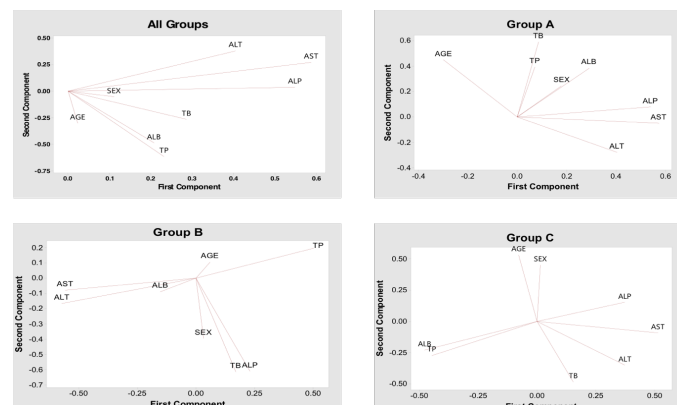 All Groups
0.50
0.25
0.00
-0.25
-0.50
-0.75
Second Component
ALT
AST
ALP
SEX
AGE
TB
ALB
TP
0.0 0.1 0.2 0.3 0.4 0.5 0.6
First Component
Group A
0.6
0.4
0.2
0.0
-0.2
-0.4
Second Component
TB
AGE
TP
ALB
SEX
ALP
AST
ALT
-0.4 -0.2 0.0 0.2 0.4 0.6
First Component
Group B
0.2
0.1
0.0
-0.1
-0.2
-0.3
-0.4
-0.5
-0.6
-0.7
Second Component
TP
AGE
AST
ALB
ALT
SEX
TB
ALP
-0.50 -0.25 0.00 0.25 0.50
First Component
Group C
0.50
0.25
0.00
-0.25
-0.50
Second Component
AGE
SEX
ALP
AST
ALB
TP
ALT
TB
-0.50 -0.25 0.00 0.25 0.50
First Component